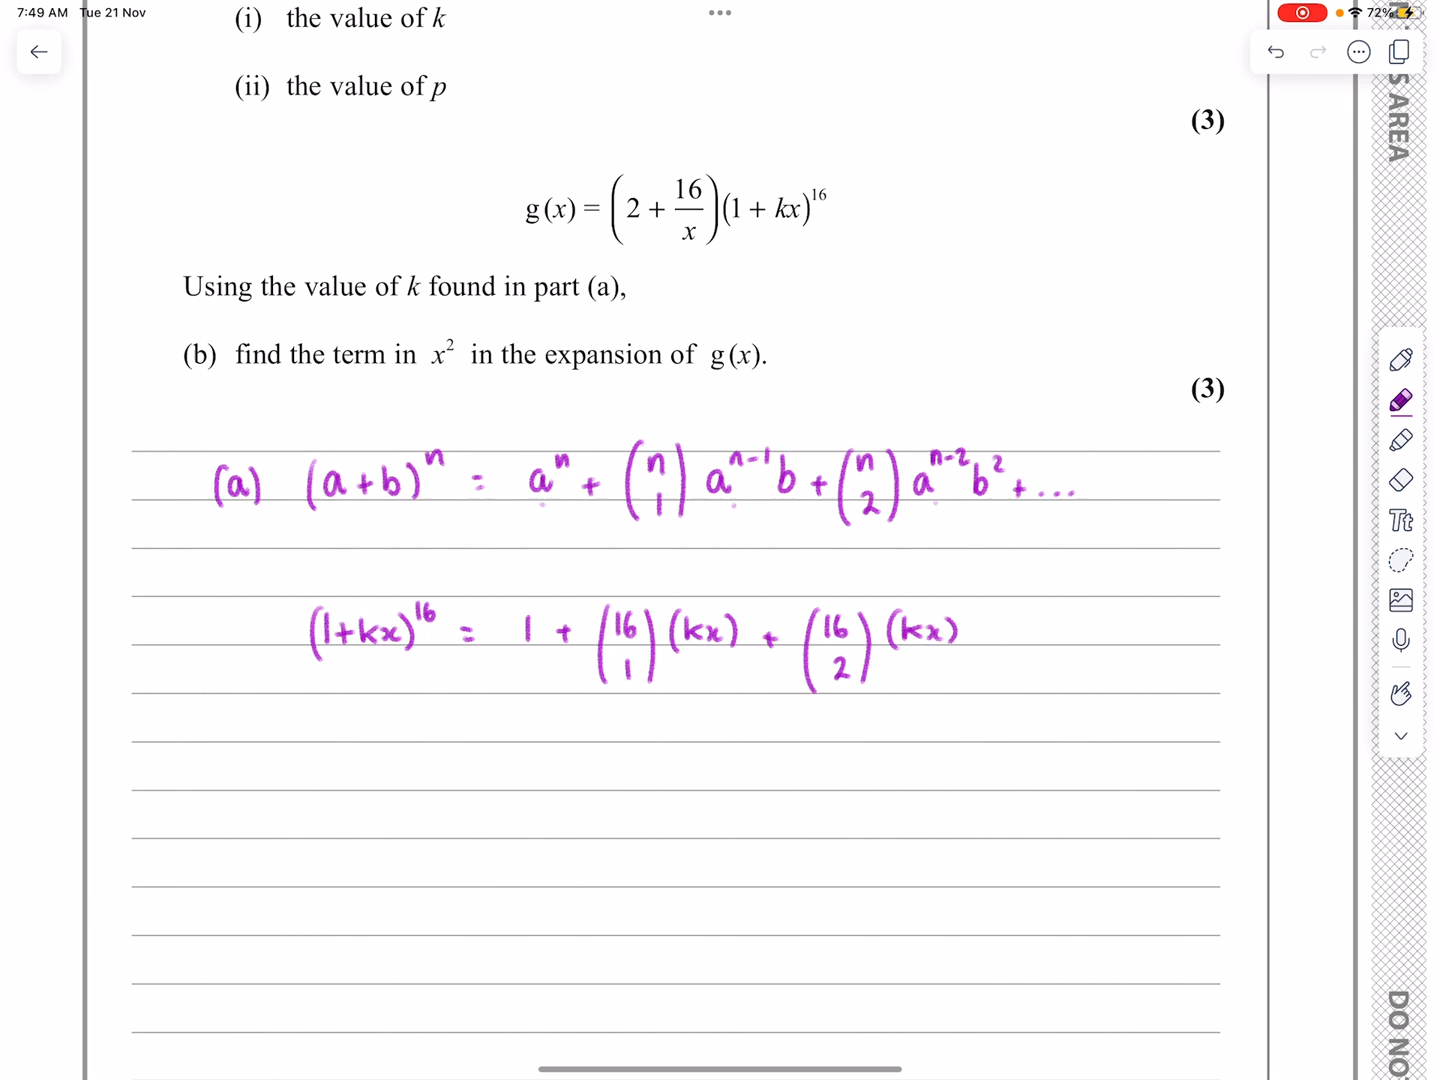 7:49 AM Tue 21 Nov
72%
(i) the value of k
(ii) the value of p
(3)
g(x) = (2 + 16/x)(1 + kx)^16
Using the value of k found in part (a),
(b) find the term in x² in the expansion of g(x).
(3)
(a) (a+b)^n = a^n + (n 1) a^(n-1) b + (n 2) a^(n-2) b² + ...
(1+kx)^16 = 1 + (16 1) (kx) + (16 2) (kx)
Tt
S AREA
DO NO